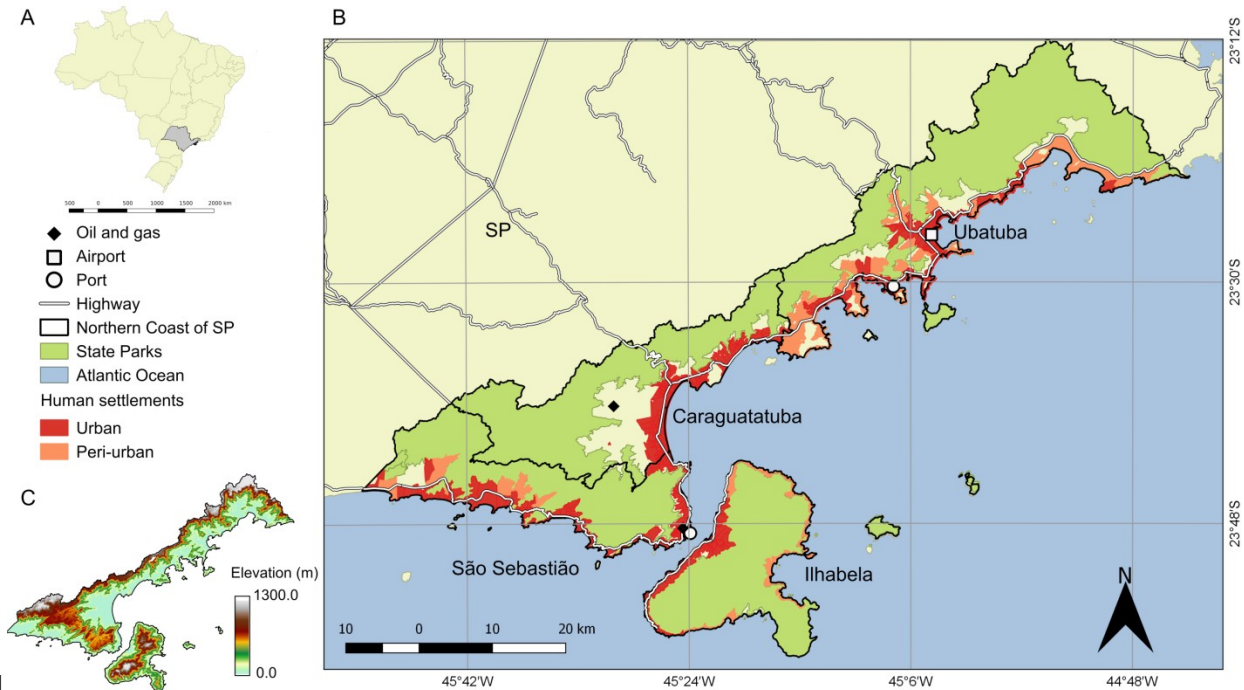 A
500 0 500 1000 1500 2000 km
Oil and gas
Airport
Port
Highway
Northern Coast of SP
State Parks
Atlantic Ocean
Human settlements
Urban
Peri-urban
C
Elevation (m)
1300.0
0.0
B
SP
Ubatuba
Caraguatatuba
São Sebastião
Ilhabela
N
10 0 10 20 km
23°12'S
23°30'S
23°48'S
45°42'W 45°24'W 45°6'W 44°48'W